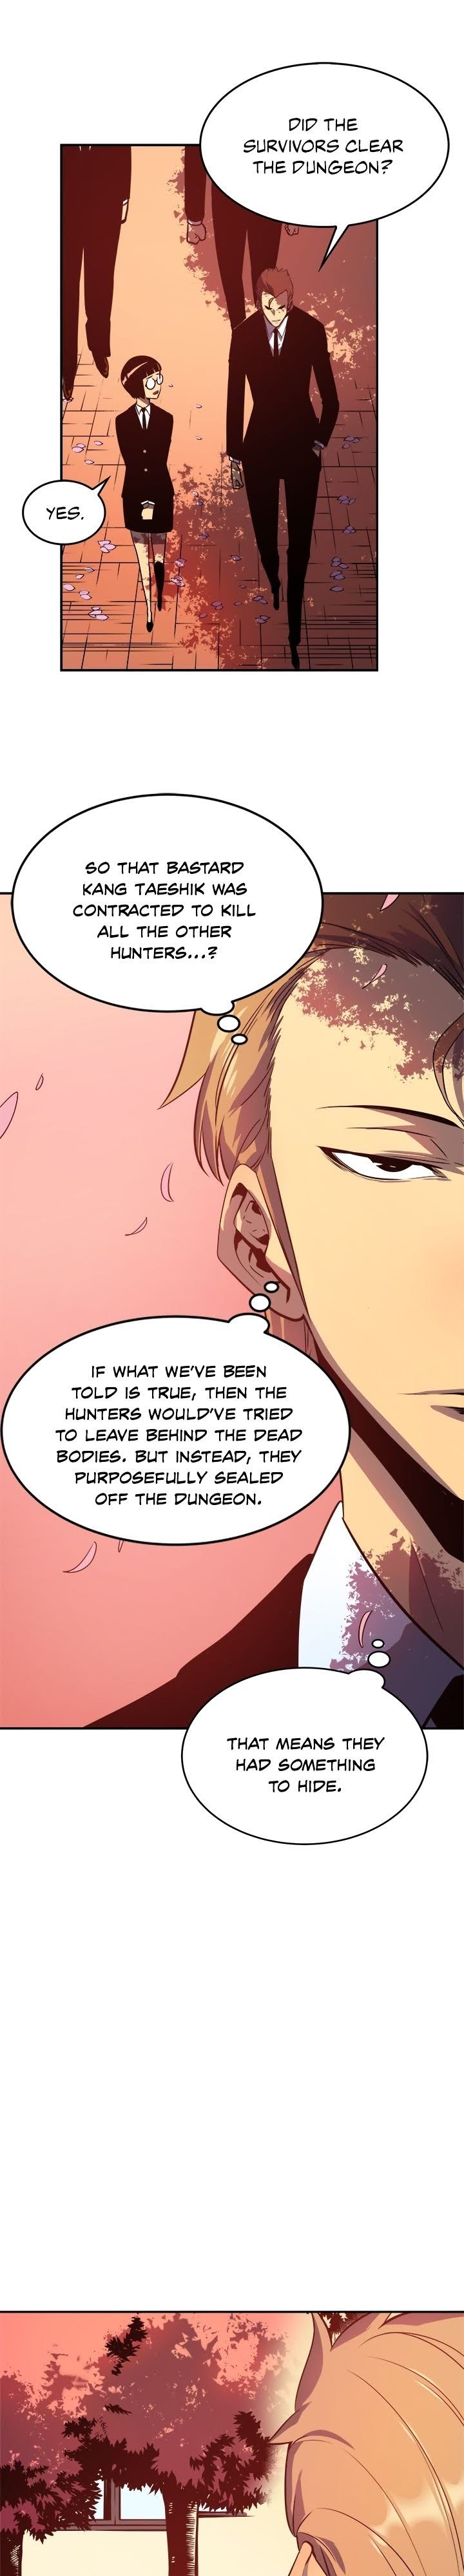 DID THE
SURVIVORS CLEAR
THE DUNGEON?
YES.
SO THAT BASTARD
KANG TAESHIK WAS
CONTRACTED TO KILL
ALL THE OTHER
HUNTERS...?
IF WHAT WE'VE BEEN
TOLD IS TRUE, THEN THE
HUNTERS WOULD'VE TRIED
TO LEAVE BEHIND THE DEAD
BODIES. BUT INSTEAD, THEY
PURPOSEFULLY SEALED
OFF THE DUNGEON.
THAT MEANS THEY
HAD SOMETHING
TO HIDE.